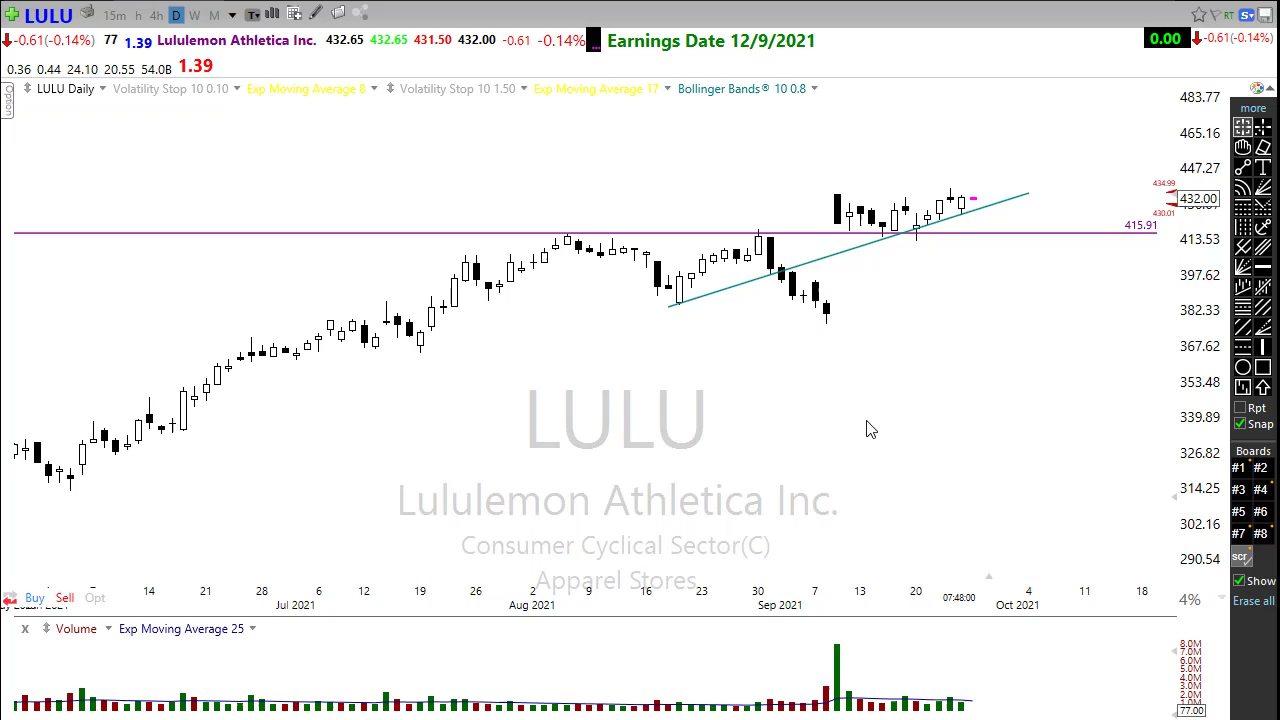 LULU 15m h 4h D W M T RT S
-0.61(-0.14%) 77 1.39 Lululemon Athletica Inc. 432.65 432.65 431.50 432.00 -0.61 -0.14% Earnings Date 12/9/2021 0.00 -0.61(-0.14%)
0.36 0.44 24.10 20.55 54.0B 1.39
Option
LULU Daily Volatility Stop 10 0.10 Exp Moving Average 8 Volatility Stop 10 1.50 Exp Moving Average 17 Bollinger Bands® 10 0.8
483.77
more
465.16
447.27
434.99
432.00
430.01
415.91
413.53
397.62
382.33
367.62
353.48
LULU
339.89
Rpt
Snap
326.82
Boards
#1 #2
314.25
#3 #4
Lululemon Athletica Inc.
#5 #6
302.16
#7 #8
Consumer Cyclical Sector(C)
290.54
scr
Apparel Stores
Show
14 21 28 6 12 19 26 2 9 16 23 30 7 13 20 07:48:00 4 11 18
Buy Sell Opt
4%
Erase all
Jul 2021 Aug 2021 Sep 2021 Oct 2021
x Volume Exp Moving Average 25
8.0M
7.0M
6.0M
5.0M
4.0M
3.0M
2.0M
77.00